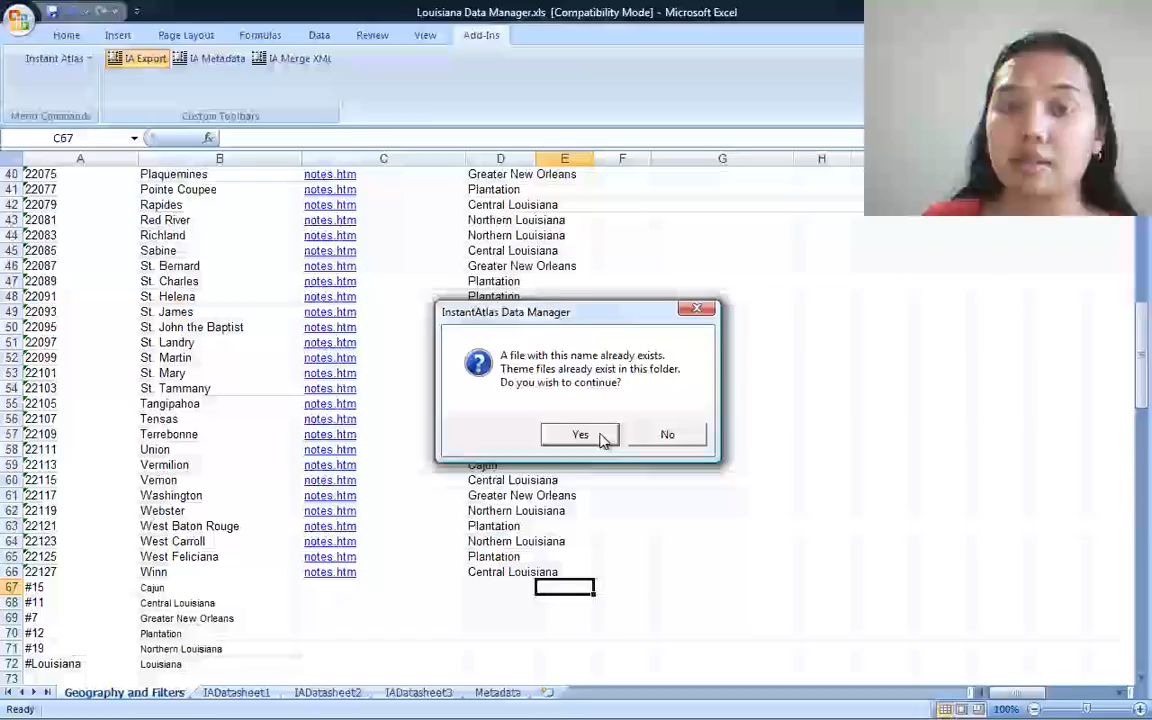 Louisiana Data Manager.xls [Compatibility Mode] - Microsoft Excel
Home Insert Page Layout Formulas Data Review View Add-Ins
Instant Atlas IA Export IA Metadata IA Merge XML
Menu Commands Custom Toolbars
C67 fx
A B C D E F G H
40 22075 Plaquemines notes.htm Greater New Orleans
41 22077 Pointe Coupee notes.htm Plantation
42 22079 Rapides notes.htm Central Louisiana
43 22081 Red River notes.htm Northern Louisiana
44 22083 Richland notes.htm Northern Louisiana
45 22085 Sabine notes.htm Central Louisiana
46 22087 St. Bernard notes.htm Greater New Orleans
47 22089 St. Charles notes.htm Plantation
48 22091 St. Helena notes.htm Plantation
49 22093 St. James notes.htm
50 22095 St. John the Baptist notes.htm
51 22097 St. Landry notes.htm
52 22099 St. Martin notes.htm
53 22101 St. Mary notes.htm
54 22103 St. Tammany notes.htm
55 22105 Tangipahoa notes.htm
56 22107 Tensas notes.htm
57 22109 Terrebonne notes.htm
58 22111 Union notes.htm
59 22113 Vermilion notes.htm Cajun
60 22115 Vernon notes.htm Central Louisiana
61 22117 Washington notes.htm Greater New Orleans
62 22119 Webster notes.htm Northern Louisiana
63 22121 West Baton Rouge notes.htm Plantation
64 22123 West Carroll notes.htm Northern Louisiana
65 22125 West Feliciana notes.htm Plantation
66 22127 Winn notes.htm Central Louisiana
67 #15 Cajun
68 #11 Central Louisiana
69 #7 Greater New Orleans
70 #12 Plantation
71 #19 Northern Louisiana
72 #Louisiana Louisiana
73
InstantAtlas Data Manager
A file with this name already exists.
Theme files already exist in this folder.
Do you wish to continue?
Yes No
Geography and Filters IADatasheet1 IADatasheet2 IADatasheet3 Metadata
Ready 100%